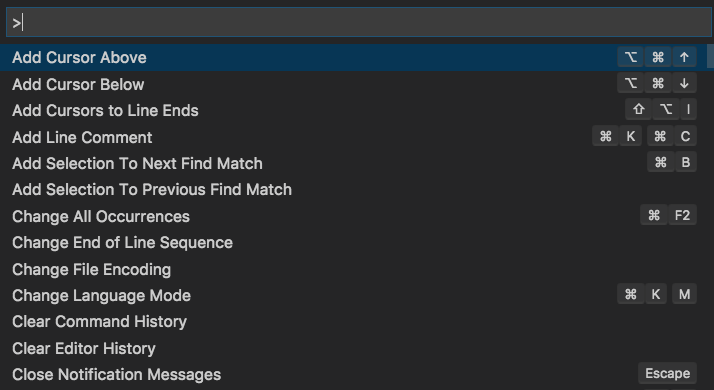 >
Add Cursor Above ⌥ ⌘ ↑
Add Cursor Below ⌥ ⌘ ↓
Add Cursors to Line Ends ⇧ ⌥ I
Add Line Comment ⌘ K ⌘ C
Add Selection To Next Find Match ⌘ B
Add Selection To Previous Find Match
Change All Occurrences ⌘ F2
Change End of Line Sequence
Change File Encoding
Change Language Mode ⌘ K M
Clear Command History
Clear Editor History
Close Notification Messages Escape